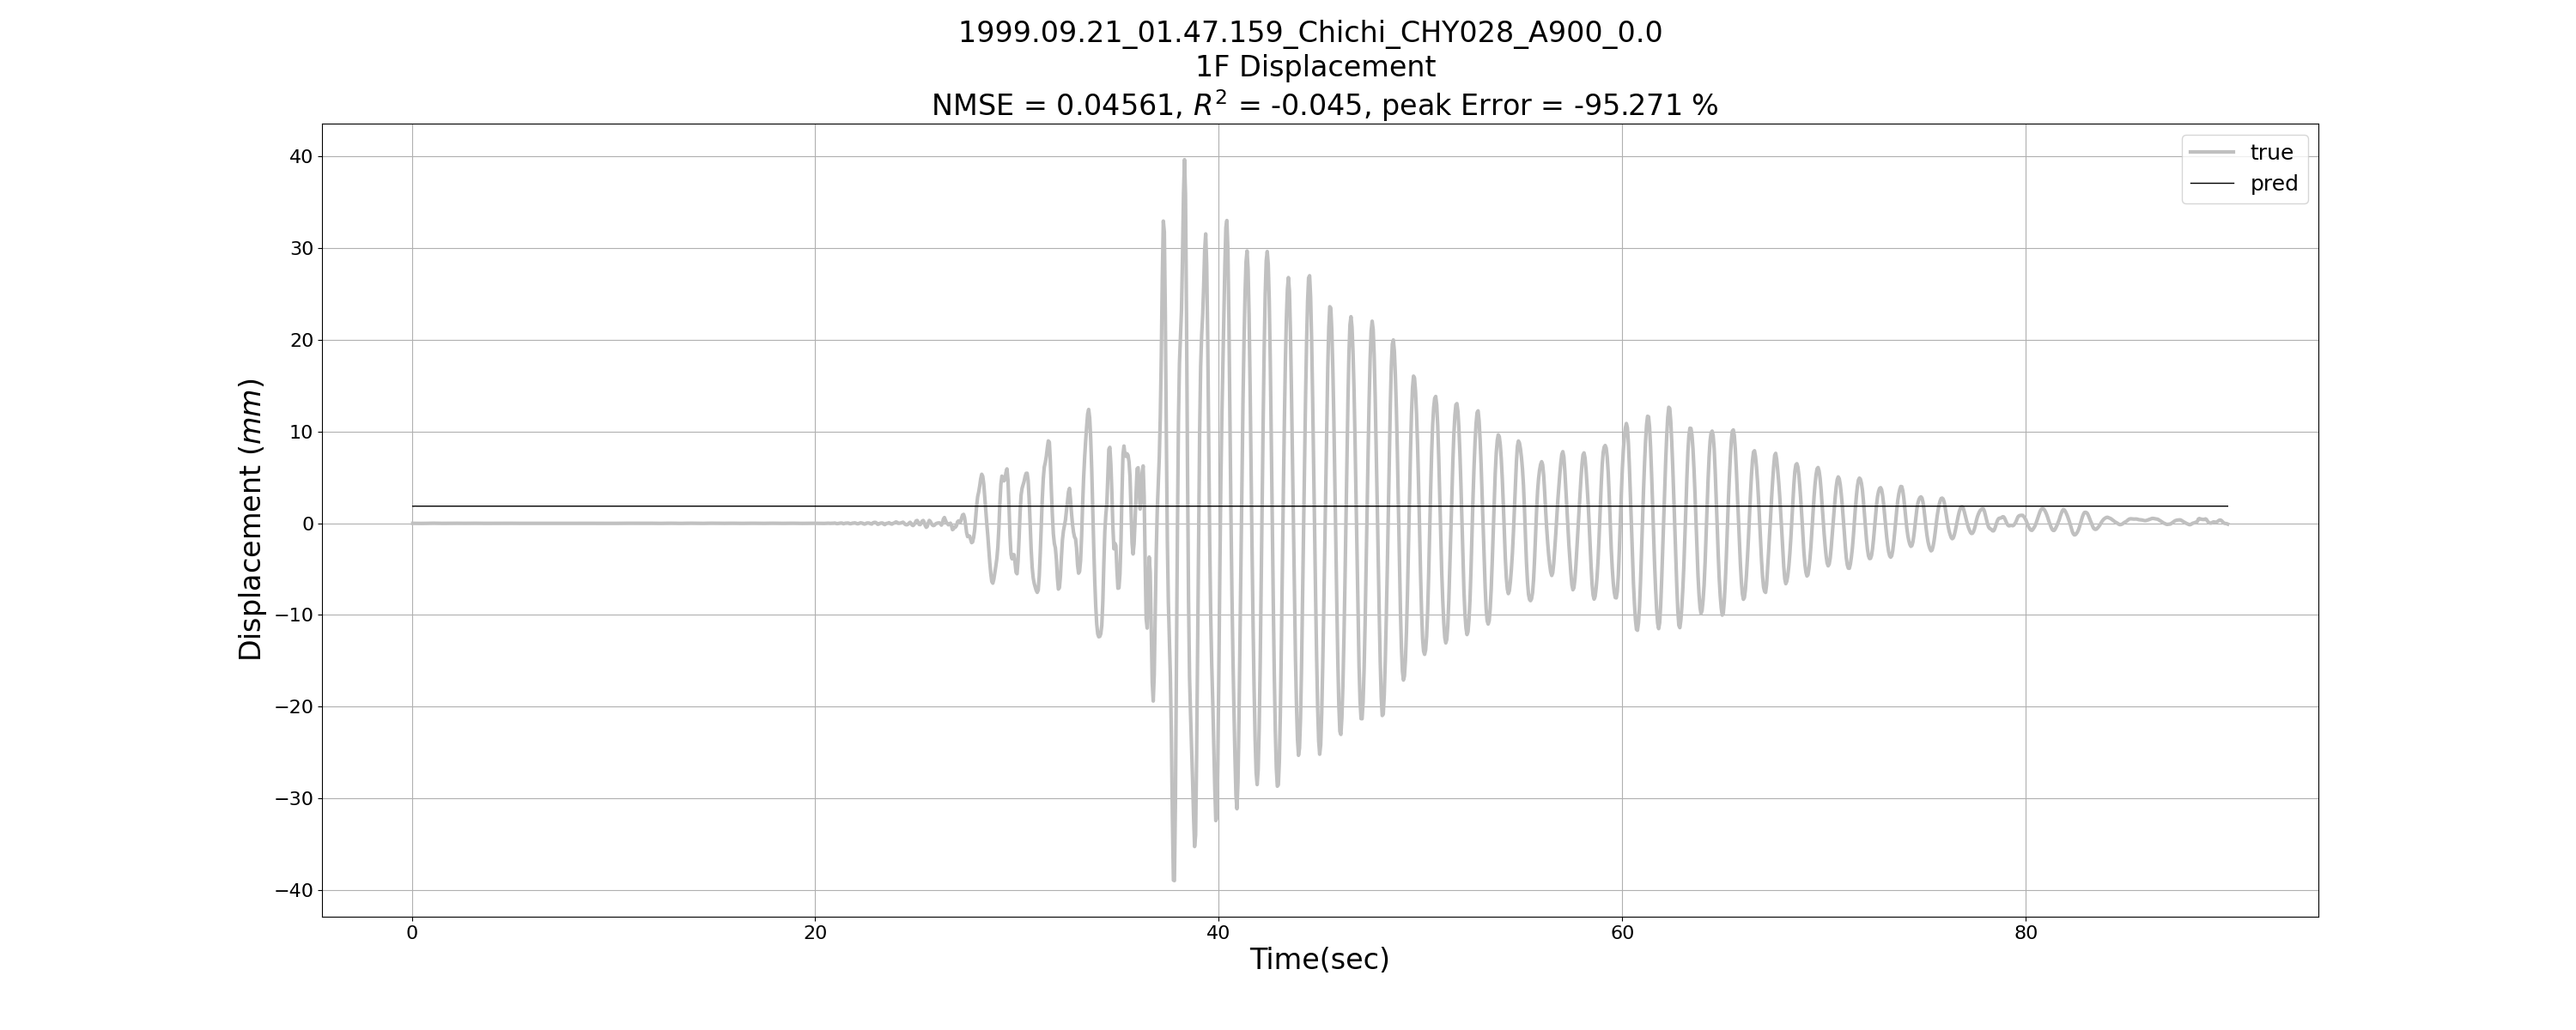 1999.09.21_01.47.159_Chichi_CHY028_A900_0.0
1F Displacement
NMSE = 0.04561, R² = -0.045, peak Error = -95.271 %
true
pred
Displacement (mm)
40
30
20
10
0
−10
−20
−30
−40
0 20 40 60 80
Time(sec)